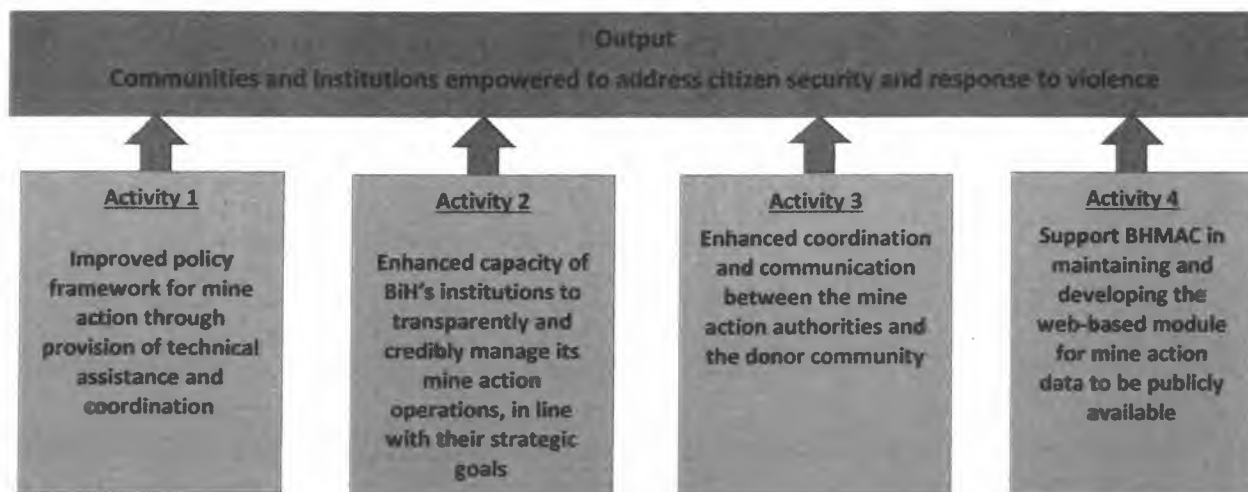 Output
Communities and institutions empowered to address citizen security and response to violence
Activity 1
Improved policy
framework for mine
action through
provision of technical
assistance and
coordination
Activity 2
Enhanced capacity of
BiH's institutions to
transparently and
credibly manage its
mine action
operations, in line
with their strategic
goals
Activity 3
Enhanced coordination
and communication
between the mine
action authorities and
the donor community
Activity 4
Support BHMAC in
maintaining and
developing the
web-based module
for mine action
data to be publicly
available